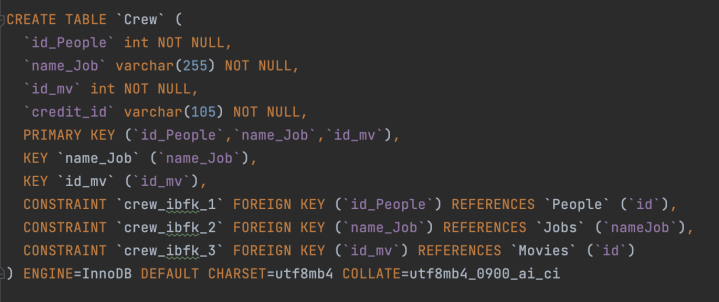 CREATE TABLE `Crew` (
`id_People` int NOT NULL,
`name_Job` varchar(255) NOT NULL,
`id_mv` int NOT NULL,
`credit_id` varchar(105) NOT NULL,
PRIMARY KEY (`id_People`,`name_Job`,`id_mv`),
KEY `name_Job` (`name_Job`),
KEY `id_mv` (`id_mv`),
CONSTRAINT `crew_ibfk_1` FOREIGN KEY (`id_People`) REFERENCES `People` (`id`),
CONSTRAINT `crew_ibfk_2` FOREIGN KEY (`name_Job`) REFERENCES `Jobs` (`nameJob`),
CONSTRAINT `crew_ibfk_3` FOREIGN KEY (`id_mv`) REFERENCES `Movies` (`id`)
) ENGINE=InnoDB DEFAULT CHARSET=utf8mb4 COLLATE=utf8mb4_0900_ai_ci